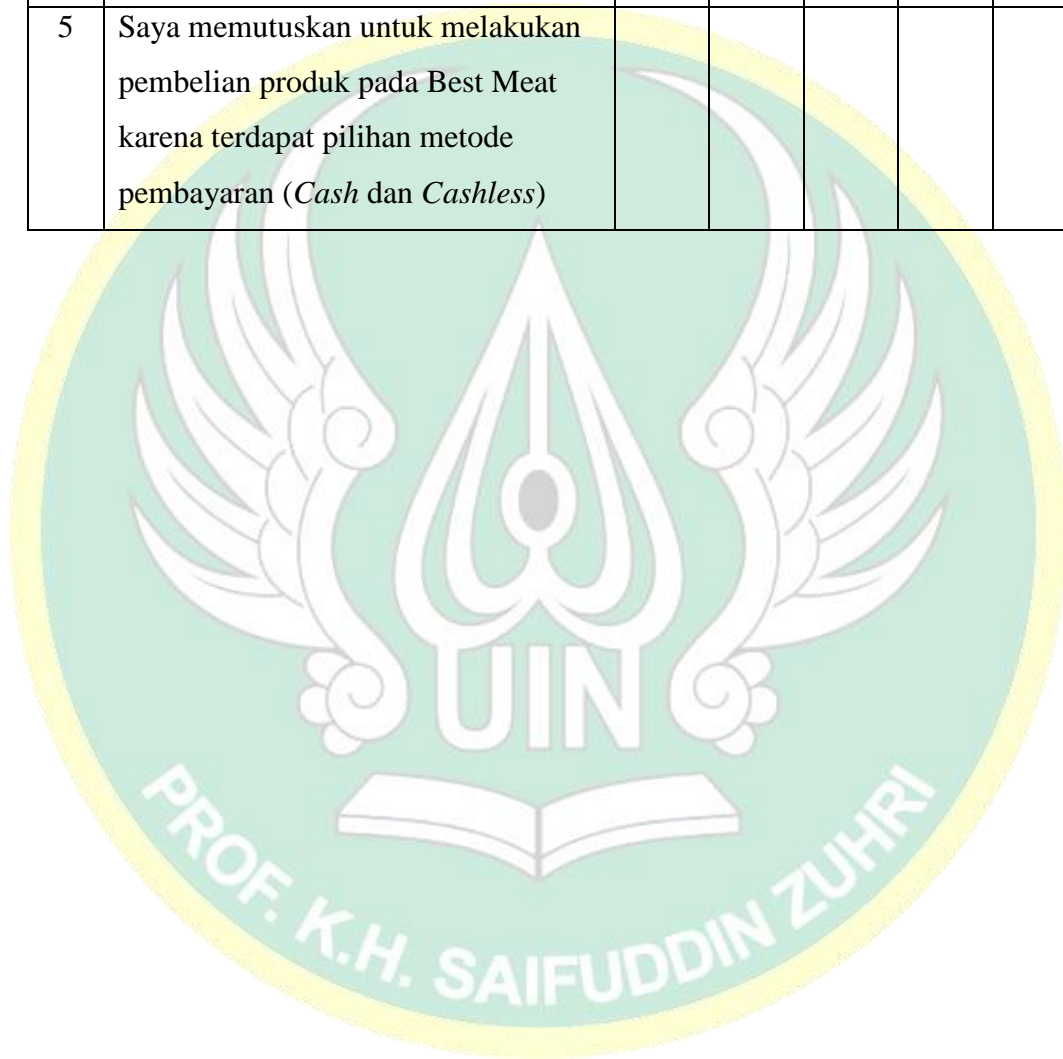 5
Saya memutuskan untuk melakukan
pembelian produk pada Best Meat
karena terdapat pilihan metode
pembayaran (Cash dan Cashless)
UIN
PROF. K.H. SAIFUDDIN ZUHRI